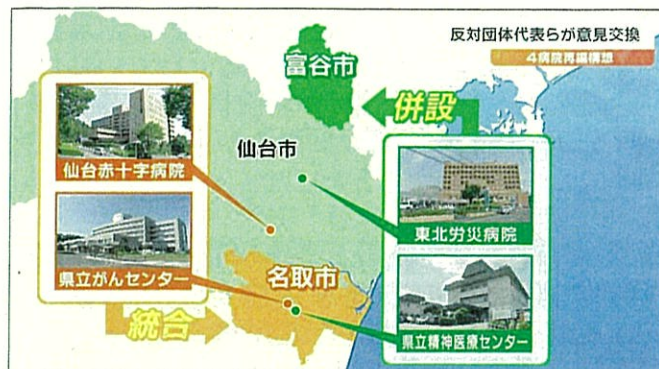 反対団体代表らが意見交換
4病院再編構想
富谷市
併設
仙台市
仙台赤十字病院
東北労災病院
県立がんセンター
名取市
統合
県立精神医療センター